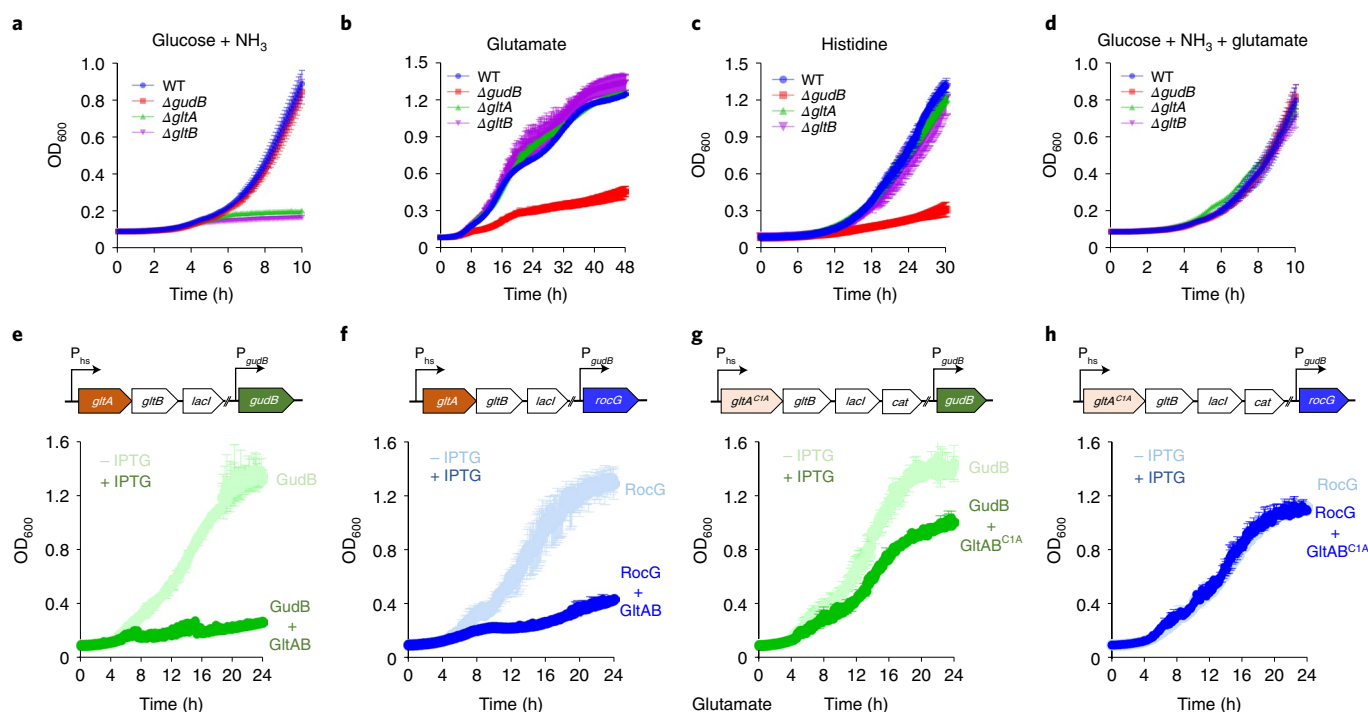 a
Glucose + NH3
OD600
1.0
0.8
0.6
0.4
0.2
0
WT
ΔgudB
ΔgltA
ΔgltB
0 2 4 6 8 10
Time (h)
b
Glutamate
OD600
1.5
1.2
0.9
0.6
0.3
0
WT
ΔgudB
ΔgltA
ΔgltB
0 8 16 24 32 40 48
Time (h)
c
Histidine
OD600
1.5
1.2
0.9
0.6
0.3
0
WT
ΔgudB
ΔgltA
ΔgltB
0 6 12 18 24 30
Time (h)
d
Glucose + NH3 + glutamate
OD600
1.0
0.8
0.6
0.4
0.2
0
WT
ΔgudB
ΔgltA
ΔgltB
0 2 4 6 8 10
Time (h)
e
Phs
PgudB
gltA gltB lacI gudB
OD600
1.6
1.2
0.8
0.4
0
– IPTG
+ IPTG
GudB
GudB
+
GltAB
0 4 8 12 16 20 24
Time (h)
f
Phs
PgudB
gltA gltB lacI rocG
OD600
1.6
1.2
0.8
0.4
0
– IPTG
+ IPTG
RocG
RocG
+
GltAB
0 4 8 12 16 20 24
Time (h)
g
Phs
PgudB
gltA^C1A gltB lacI cat gudB
OD600
1.6
1.2
0.8
0.4
0
– IPTG
+ IPTG
GudB
GudB
+
GltAB^C1A
0 4 8 12 16 20 24
Glutamate Time (h)
h
Phs
PgudB
gltA^C1A gltB lacI cat rocG
OD600
1.6
1.2
0.8
0.4
0
– IPTG
+ IPTG
RocG
RocG
+
GltAB^C1A
0 4 8 12 16 20 24
Time (h)